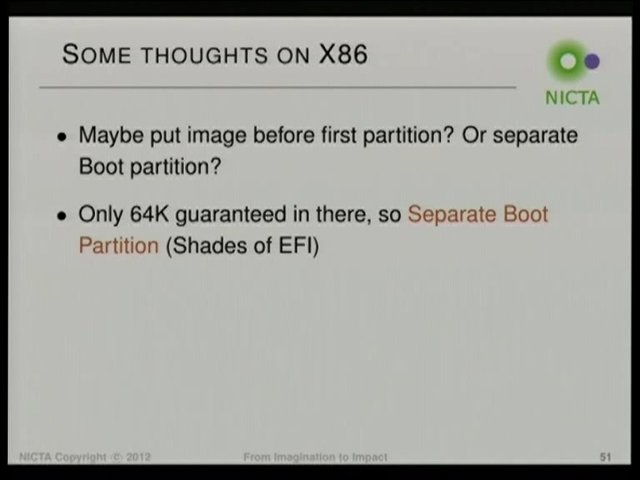 SOME THOUGHTS ON X86
NICTA
• Maybe put image before first partition? Or separate
Boot partition?
• Only 64K guaranteed in there, so Separate Boot
Partition (Shades of EFI)
NICTA Copyright © 2012
From Imagination to Impact
51